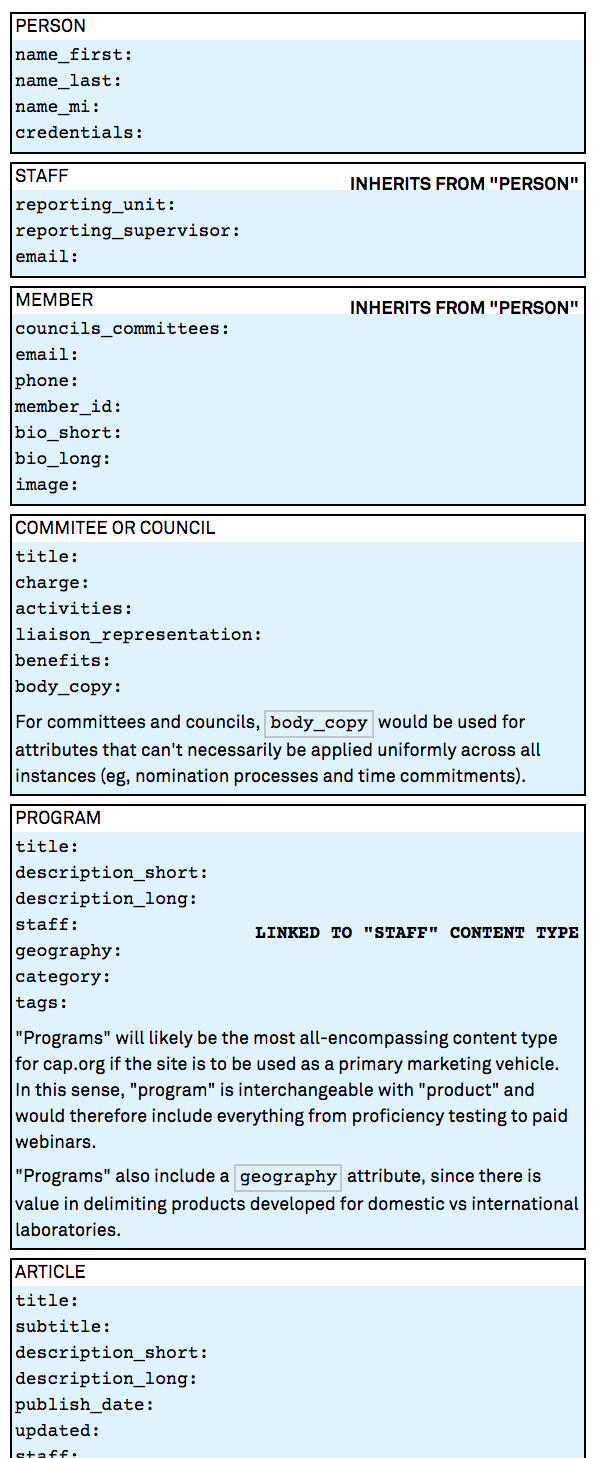 PERSON
name_first:
name_last:
name_mi:
credentials:
STAFF
INHERITS FROM "PERSON"
reporting_unit:
reporting_supervisor:
email:
MEMBER
INHERITS FROM "PERSON"
councils_committees:
email:
phone:
member_id:
bio_short:
bio_long:
image:
COMMITEE OR COUNCIL
title:
charge:
activities:
liaison_representation:
benefits:
body_copy:
For committees and councils, body_copy would be used for
attributes that can't necessarily be applied uniformly across all
instances (eg, nomination processes and time commitments).
PROGRAM
title:
description_short:
description_long:
staff:
LINKED TO "STAFF" CONTENT TYPE
geography:
category:
tags:
"Programs" will likely be the most all-encompassing content type
for cap.org if the site is to be used as a primary marketing vehicle.
In this sense, "program" is interchangeable with "product" and
would therefore include everything from proficiency testing to paid
webinars.
"Programs" also include a geography attribute, since there is
value in delimiting products developed for domestic vs international
laboratories.
ARTICLE
title:
subtitle:
description_short:
description_long:
publish_date:
updated:
staff: